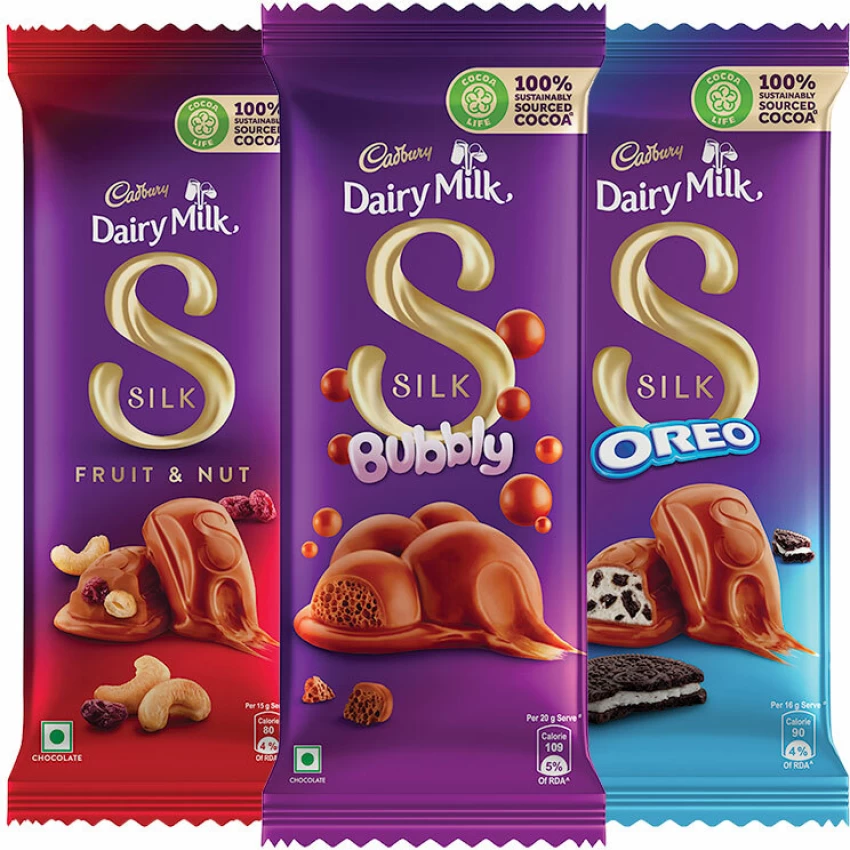 COCOA
LIFE
100%
SUSTAINABL
SOURCED
COCOA
Cadbury
Dairy Milk
S
SILK
FRUIT & NUT
Per 15 g Se
Calorie
80
4%
Of RDA
CHOCOLATE
COCOA
LIFE
100%
SUSTAINABLY
SOURCED
COCOA
Cadbury
Dairy Milk
S
SILK
Bubbly
Per 20 g Serve
Calorie
109
5%
Of RDA^
CHOCOLATE
COCOA
LIFE
100%
SUSTAINABLY
SOURCED
COCOA
Cadbury
Dairy Milk
S
SILK
OREO
Per 16 g Serve
Calorie
90
4%
Of RDA^